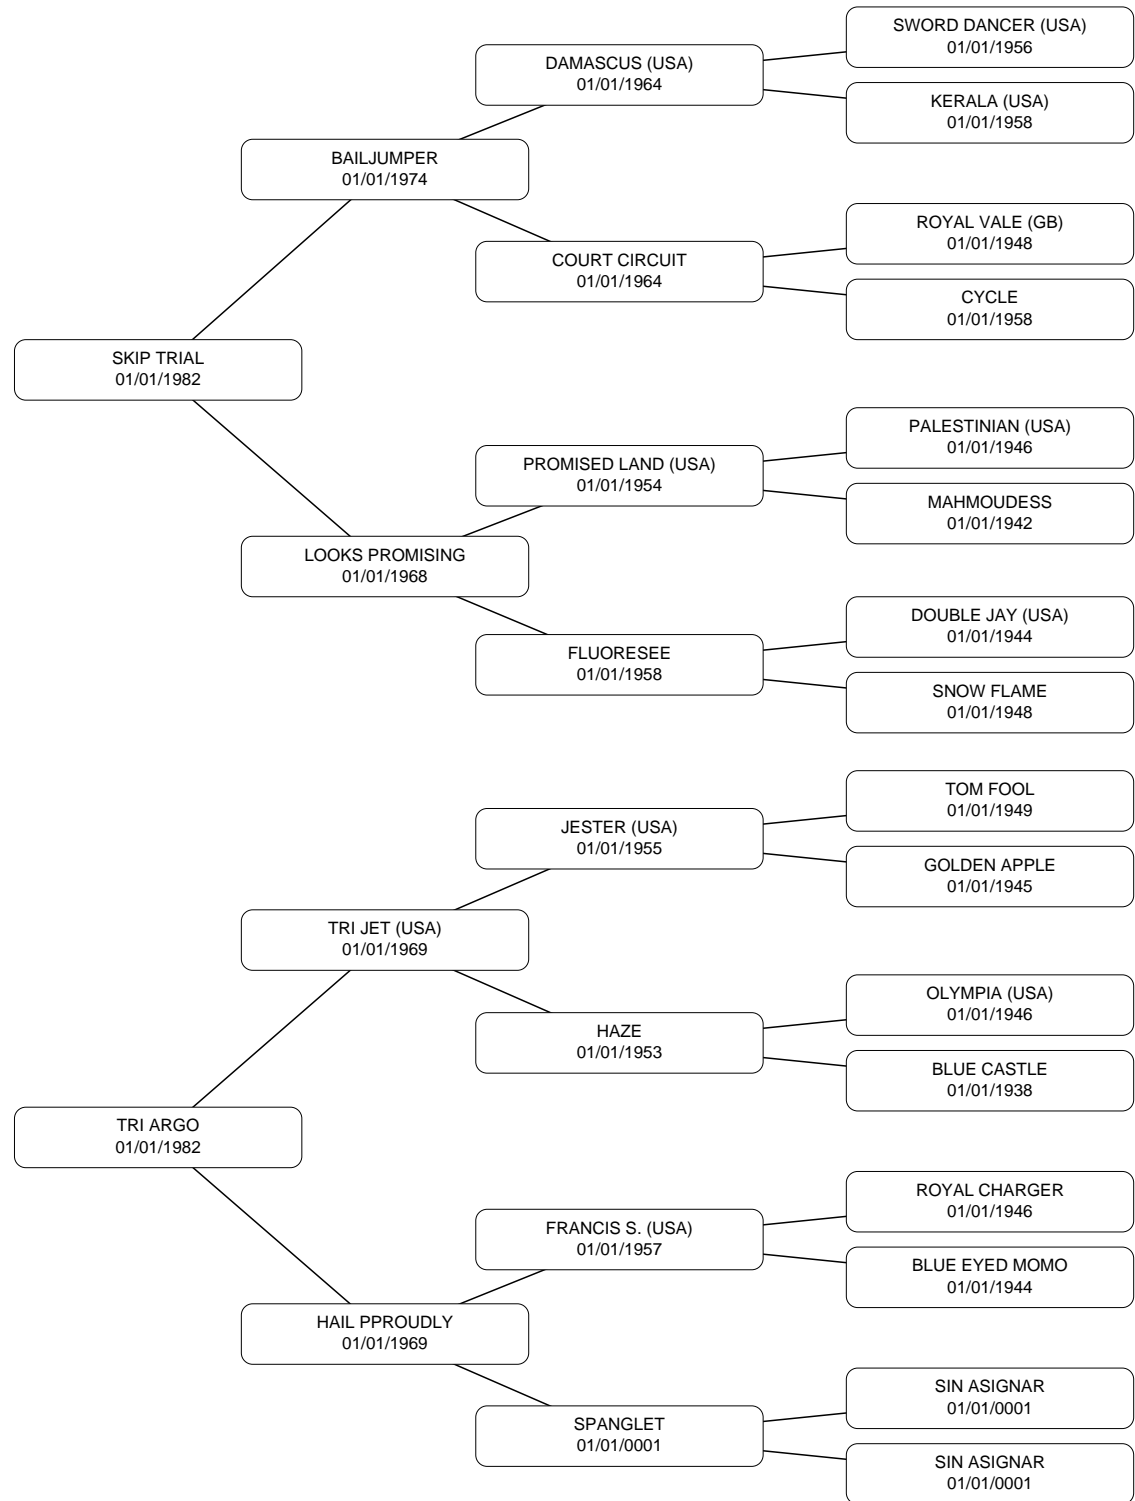 SWORD DANCER (USA)
01/01/1956
DAMASCUS (USA)
01/01/1964
KERALA (USA)
01/01/1958
BAILJUMPER
01/01/1974
ROYAL VALE (GB)
01/01/1948
COURT CIRCUIT
01/01/1964
CYCLE
01/01/1958
SKIP TRIAL
01/01/1982
PALESTINIAN (USA)
01/01/1946
PROMISED LAND (USA)
01/01/1954
MAHMOUDESS
01/01/1942
LOOKS PROMISING
01/01/1968
DOUBLE JAY (USA)
01/01/1944
FLUORESEE
01/01/1958
SNOW FLAME
01/01/1948
TOM FOOL
01/01/1949
JESTER (USA)
01/01/1955
GOLDEN APPLE
01/01/1945
TRI JET (USA)
01/01/1969
OLYMPIA (USA)
01/01/1946
HAZE
01/01/1953
BLUE CASTLE
01/01/1938
TRI ARGO
01/01/1982
ROYAL CHARGER
01/01/1946
FRANCIS S. (USA)
01/01/1957
BLUE EYED MOMO
01/01/1944
HAIL PPROUDLY
01/01/1969
SIN ASIGNAR
01/01/0001
SPANGLET
01/01/0001
SIN ASIGNAR
01/01/0001